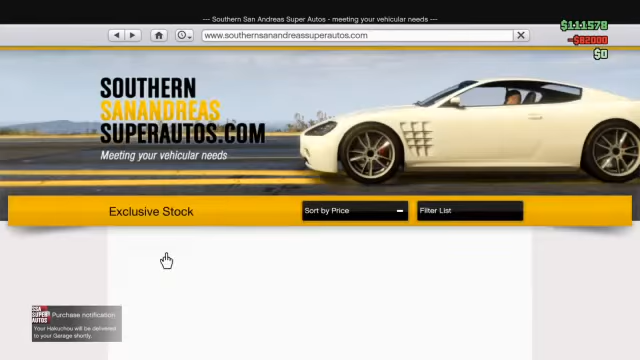 --- Southern San Andreas Super Autos - meeting your vehicular needs ---
www.southernsanandreassuperautos.com
$111578
-$82000
$0
SOUTHERN
SANANDREAS
SUPERAUTOS.COM
Meeting your vehicular needs
Exclusive Stock
Sort by Price
Filter List
SSA
SUPER
AUTOS
Purchase notification
Your Hakuchou will be delivered
to your Garage shortly.